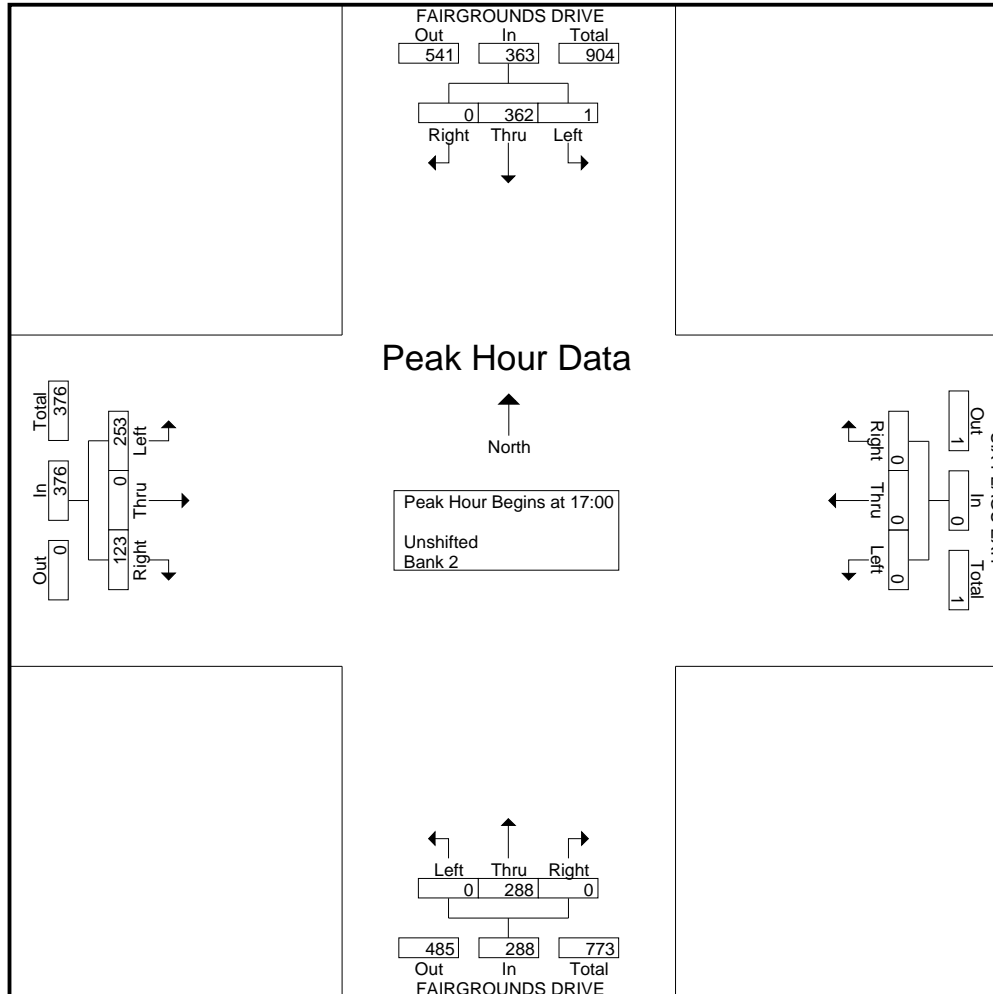 FAIRGROUNDS DRIVE
Out In Total
541 363 904
0 362 1
Right Thru Left
Peak Hour Data
North
Peak Hour Begins at 17:00
Unshifted
Bank 2
Total In Out
376 376 0
253 0 123
Left Thru Right
Out In Total
1 0 1
0 0 0
Right Thru Left
Left Thru Right
0 288 0
485 288 773
Out In Total
FAIRGROUNDS DRIVE